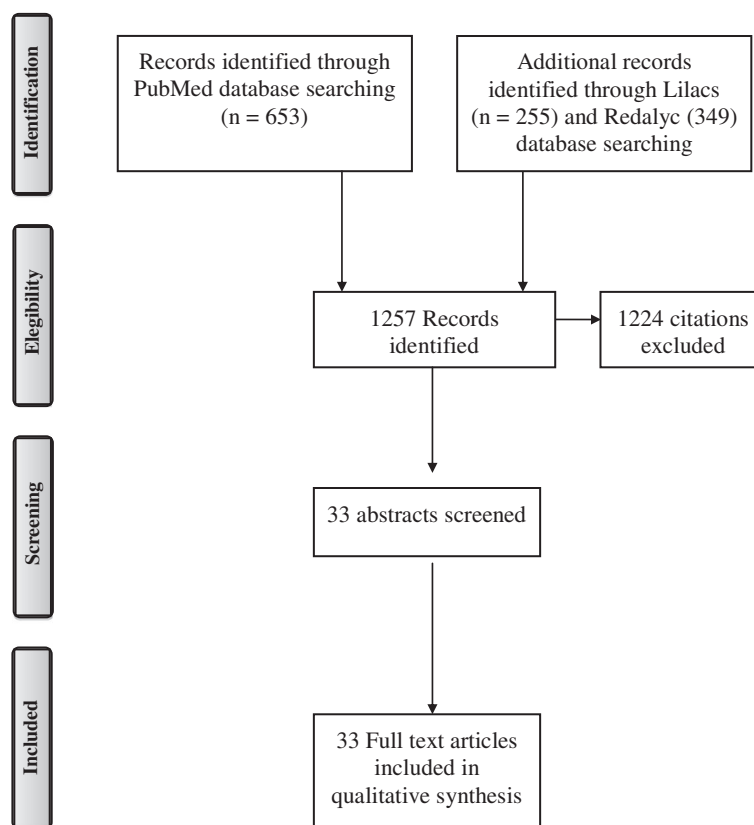 Identification
Records identified through
PubMed database searching
(n = 653)
Additional records
identified through Lilacs
(n = 255) and Redalyc (349)
database searching
Elegibility
1257 Records
identified
1224 citations
excluded
Screening
33 abstracts screened
Included
33 Full text articles
included in
qualitative synthesis